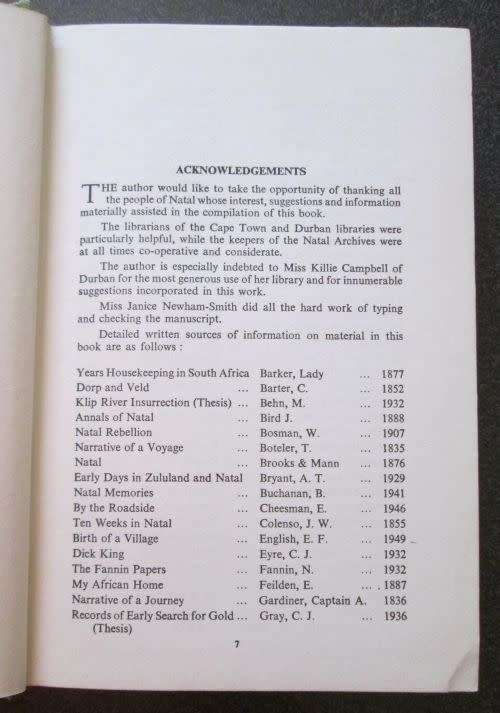 ACKNOWLEDGEMENTS
THE author would like to take the opportunity of thanking all
the people of Natal whose interest, suggestions and information
materially assisted in the compilation of this book.
The librarians of the Cape Town and Durban libraries were
particularly helpful, while the keepers of the Natal Archives were
at all times co-operative and considerate.
The author is especially indebted to Miss Killie Campbell of
Durban for the most generous use of her library and for innumerable
suggestions incorporated in this work.
Miss Janice Newham-Smith did all the hard work of typing
and checking the manuscript.
Detailed written sources of information on material in this
book are as follows :
Years Housekeeping in South Africa Barker, Lady ... 1877
Dorp and Veld ... Barter, C. ... 1852
Klip River Insurrection (Thesis) ... Behn, M. ... 1932
Annals of Natal ... Bird J. ... 1888
Natal Rebellion ... Bosman, W. ... 1907
Narrative of a Voyage ... Boteler, T. ... 1835
Natal ... Brooks & Mann ... 1876
Early Days in Zululand and Natal Bryant, A. T. ... 1929
Natal Memories ... Buchanan, B. ... 1941
By the Roadside ... Cheesman, E. ... 1946
Ten Weeks in Natal ... Colenso, J. W. ... 1855
Birth of a Village ... English, E. F. ... 1949
Dick King ... Eyre, C. J. ... 1932
The Fannin Papers ... Fannin, N. ... 1932
My African Home ... Feilden, E. ... 1887
Narrative of a Journey ... Gardiner, Captain A. 1836
Records of Early Search for Gold ... Gray, C. J. ... 1936
(Thesis)
7